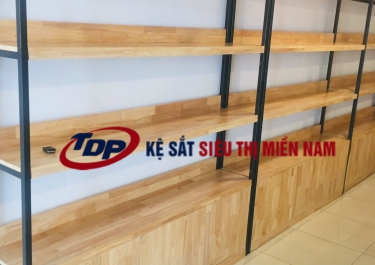 TDP KỆ SẮT SIÊU THỊ MIỀN NAM